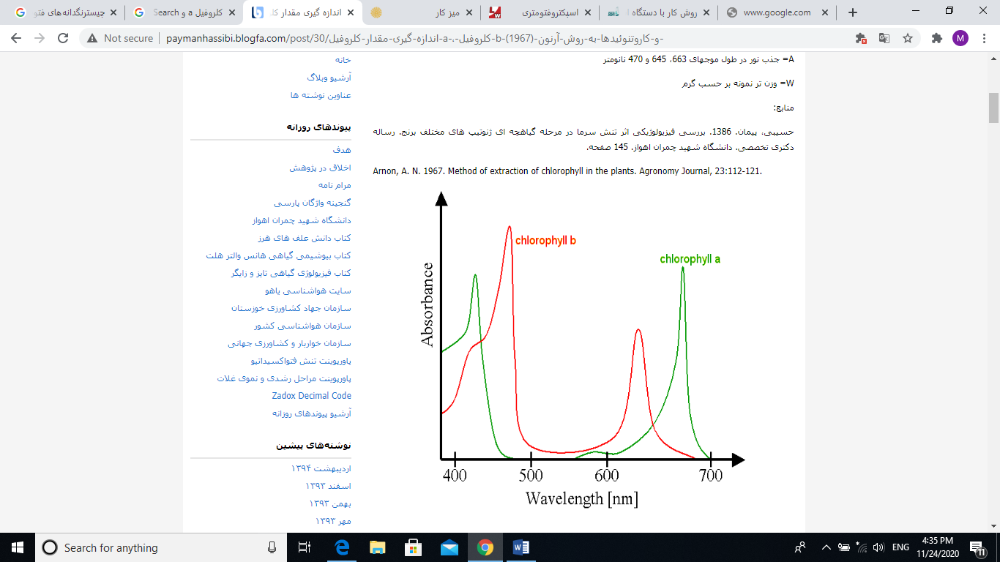 چیسترنگدانه های فتو
Search و a کلروفیل
اندازه گیری مقدار کل
میز کار
اسپکتروفتومتری
روش کار با دستگاه ا
www.google.com
Not secure
paymanhassibi.blogfa.com/post/30/اندازه-گیری-مقدار-کلروفیل-a-،-کلروفیل-b-و-کاروتنوئیدها-به-روش-آرنون-(1967)-
M
خانه
آرشیو وبلاگ
عناوین نوشته ها
پیوندهای روزانه
هدف
اخلاق در پژوهش
مرام نامه
گنجینه واژگان پارسی
دانشگاه شهید چمران اهواز
کتاب دانش علف های هرز
کتاب بیوشیمی گیاهی هانس والتر هلت
کتاب فیزیولوژی گیاهی تایز و زایگر
سایت هواشناسی یاهو
سازمان جهاد کشاورزی خوزستان
سازمان هواشناسی کشور
سازمان خواربار و کشاورزی جهانی
پاورپوینت تنش فتواکسیداتیو
پاورپوینت مراحل رشدی و نموی غلات
Zadox Decimal Code
آرشیو پیوندهای روزانه
نوشته‌های پیشین
اردیبهشت ۱۳۹۴
اسفند ۱۳۹۳
بهمن ۱۳۹۳
مهر ۱۳۹۳
A= جذب نور در طول موجهای 663، 645 و 470 نانومتر
W= وزن تر نمونه بر حسب گرم
منابع:
حسیبی، پیمان. 1386. بررسی فیزیولوژیکی اثر تنش سرما در مرحله گیاهچه ای ژنوتیپ های مختلف برنج. رساله
دکتری تخصصی. دانشگاه شهید چمران اهواز. 145 صفحه.
Arnon, A. N. 1967. Method of extraction of chlorophyll in the plants. Agronomy Journal, 23:112-121.
chlorophyll b
chlorophyll a
Absorbance
400 500 600 700
Wavelength [nm]
Search for anything
ENG
4:35 PM
11/24/2020
11